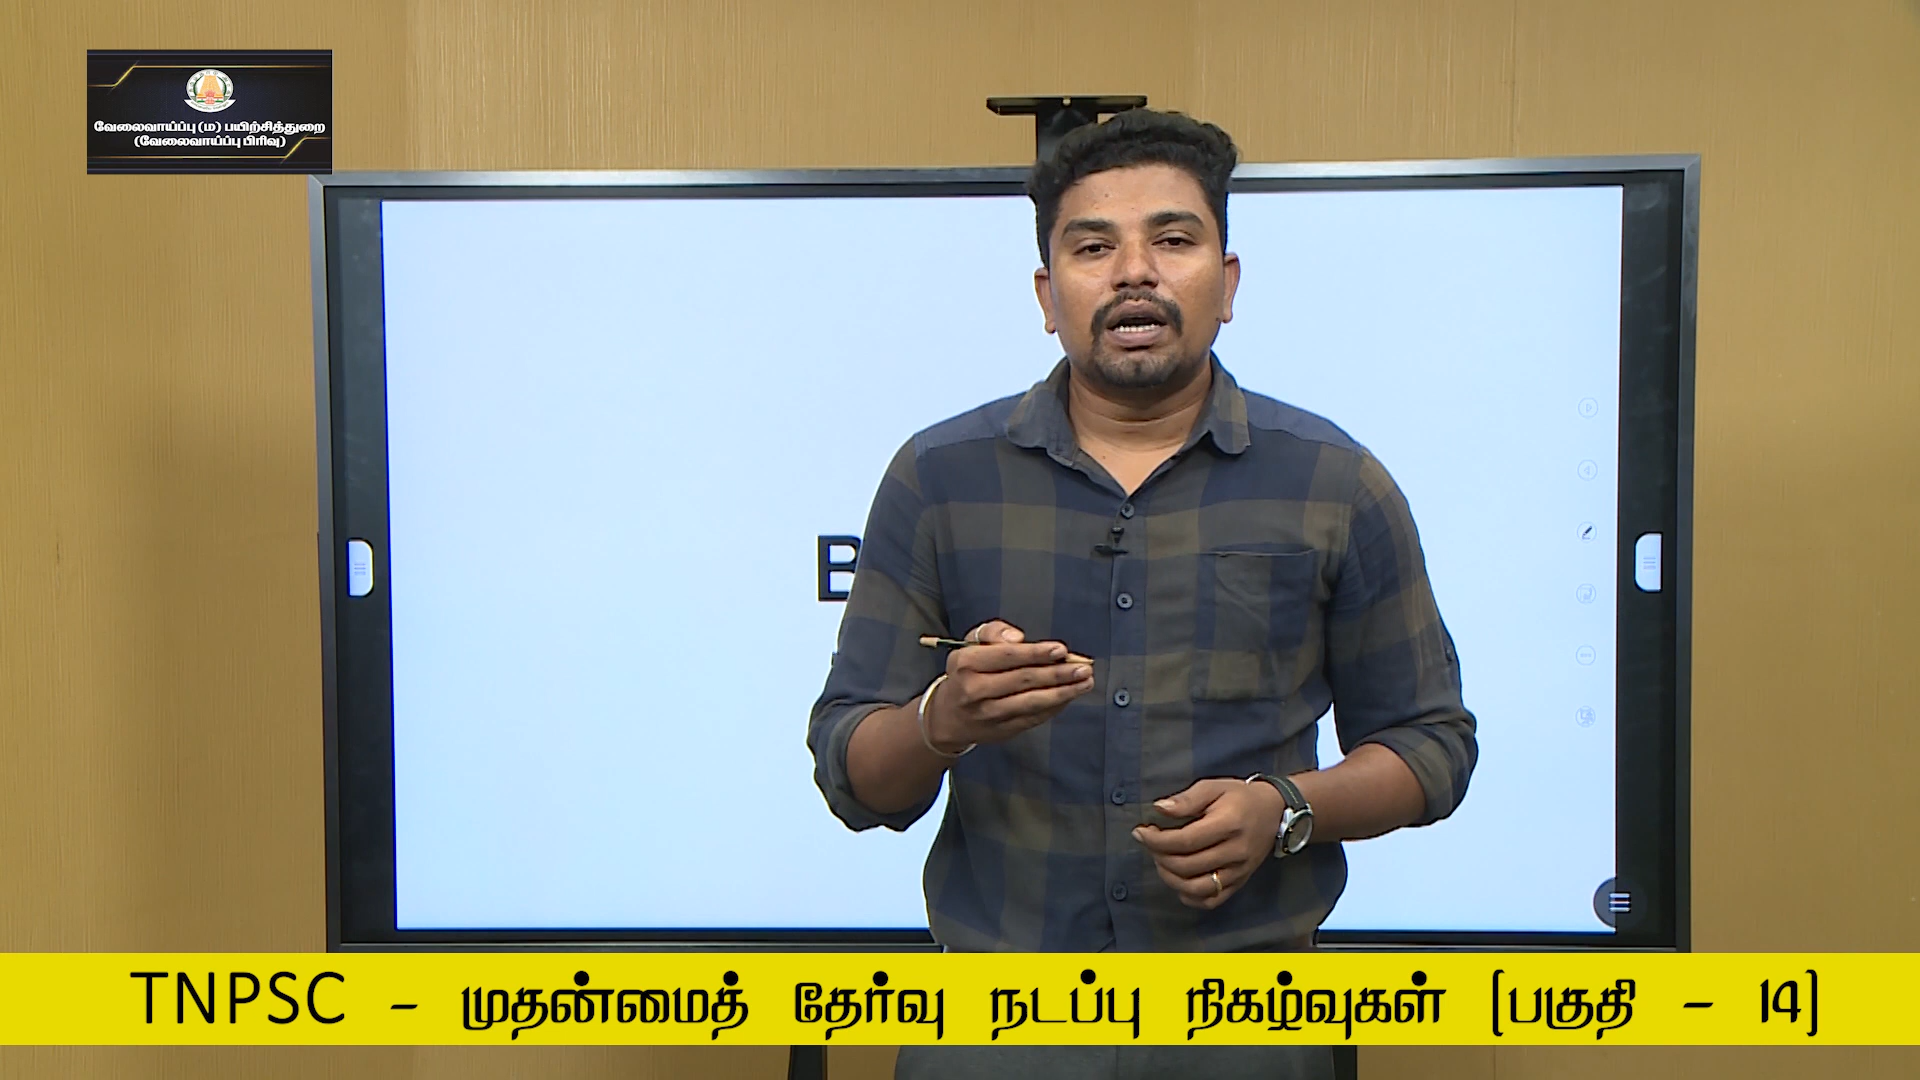 வேலைவாய்ப்பு (ம) பயிற்சித்துறை
(வேலைவாய்ப்பு பிரிவு)
B
TNPSC - முதன்மைத் தேர்வு நடப்பு நிகழ்வுகள் (பகுதி - 14)